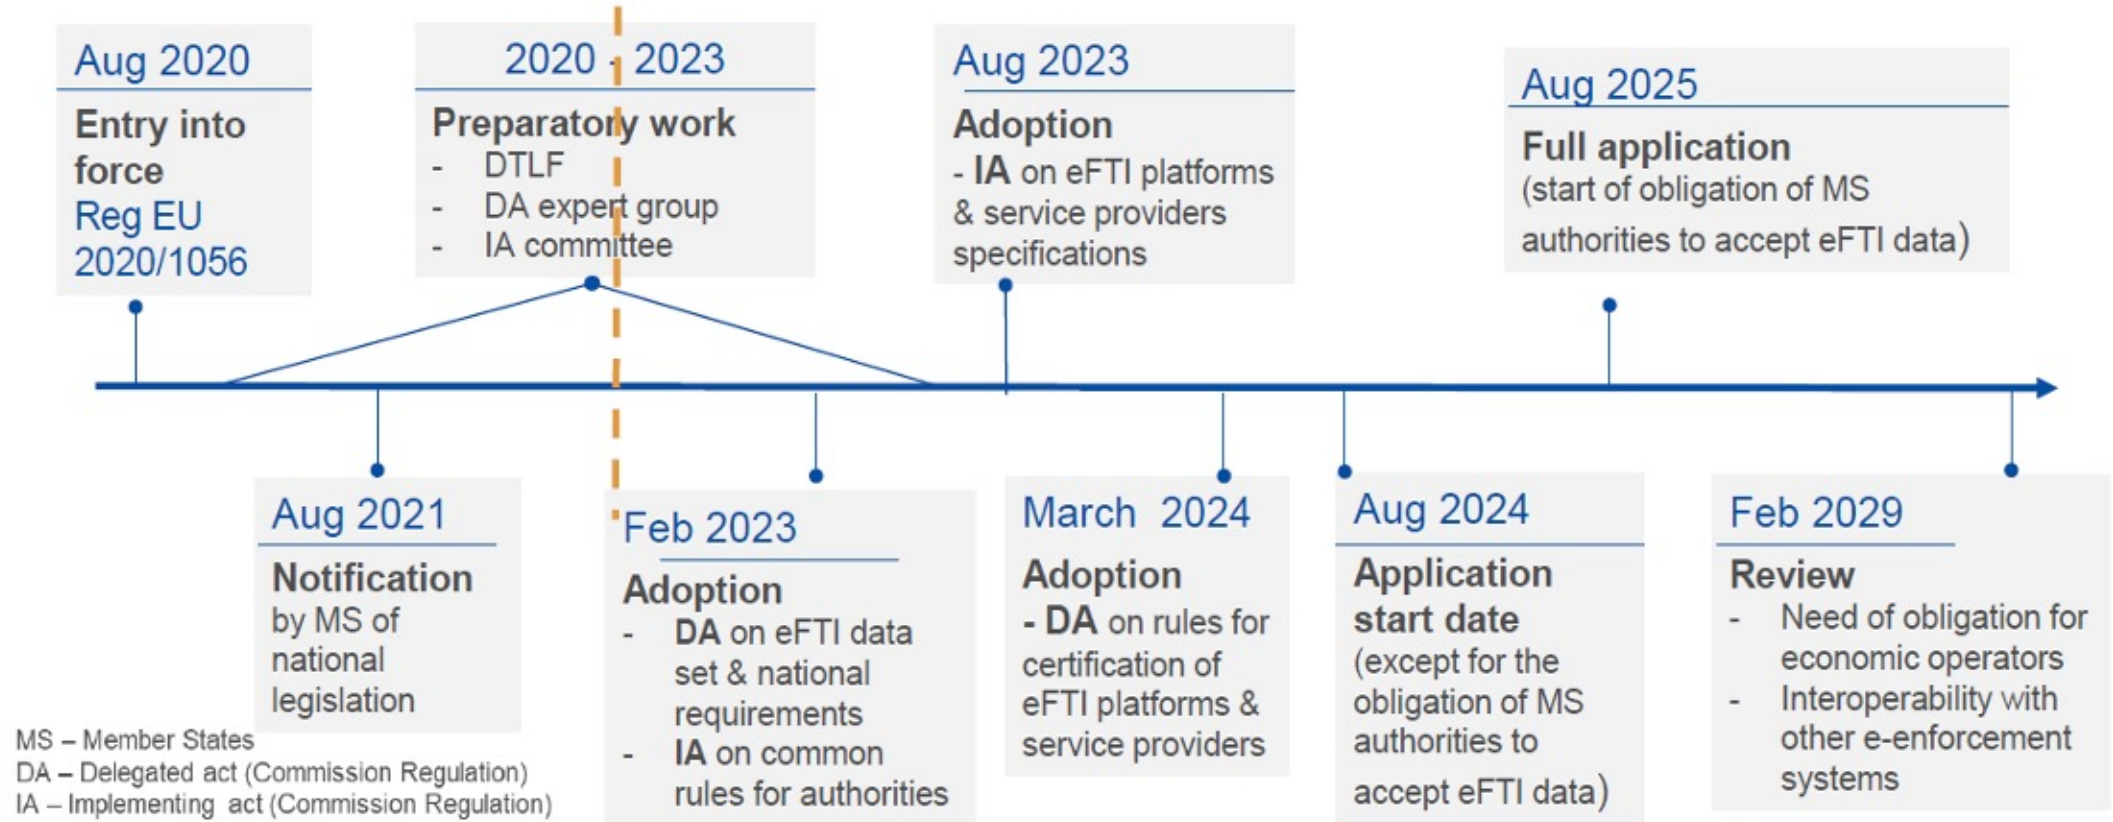 Aug 2020
Entry into
force
Reg EU
2020/1056
2020 - 2023
Preparatory work
- DTLF
- DA expert group
- IA committee
Aug 2023
Adoption
- IA on eFTI platforms
& service providers
specifications
Aug 2025
Full application
(start of obligation of MS
authorities to accept eFTI data)
Aug 2021
Notification
by MS of
national
legislation
Feb 2023
Adoption
- DA on eFTI data
set & national
requirements
- IA on common
rules for authorities
March 2024
Adoption
- DA on rules for
certification of
eFTI platforms &
service providers
Aug 2024
Application
start date
(except for the
obligation of MS
authorities to
accept eFTI data)
Feb 2029
Review
- Need of obligation for
economic operators
- Interoperability with
other e-enforcement
systems
MS – Member States
DA – Delegated act (Commission Regulation)
IA – Implementing act (Commission Regulation)